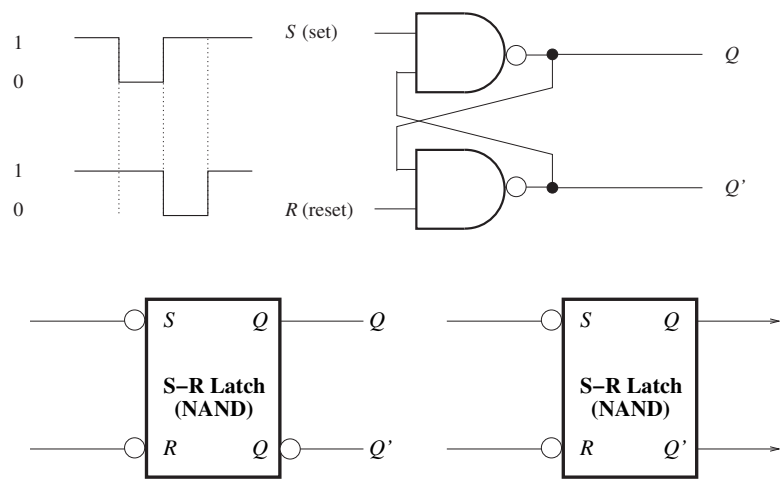 1
0
S (set)
Q
1
0
R (reset)
Q'
S Q Q
S–R Latch
(NAND)
R Q Q'
S Q
S–R Latch
(NAND)
R Q'